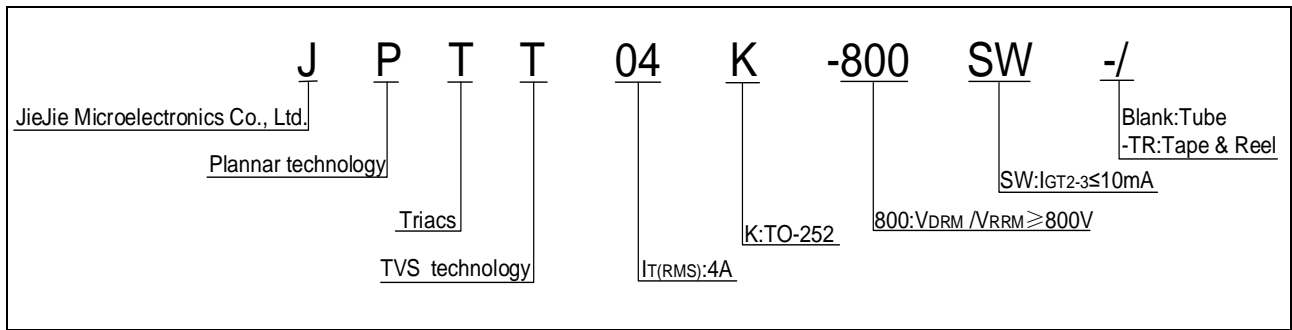 J P T T 04 K -800 SW -/
JieJie Microelectronics Co., Ltd.
Blank:Tube
-TR:Tape & Reel
Plannar technology
SW:IGT2-3≤10mA
Triacs
800:VDRM /VRRM≥800V
K:TO-252
TVS technology
IT(RMS):4A